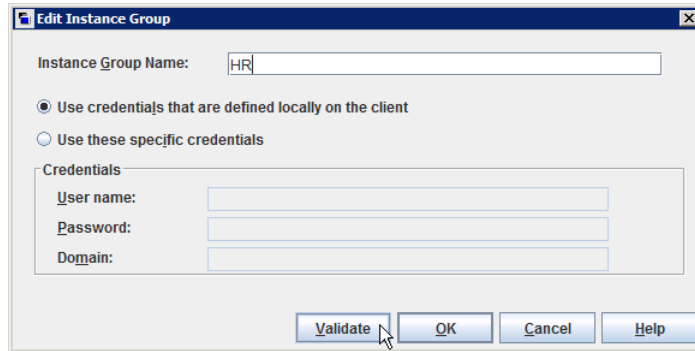 Edit Instance Group
Instance Group Name: HR
Use credentials that are defined locally on the client
Use these specific credentials
Credentials
User name:
Password:
Domain:
Validate OK Cancel Help